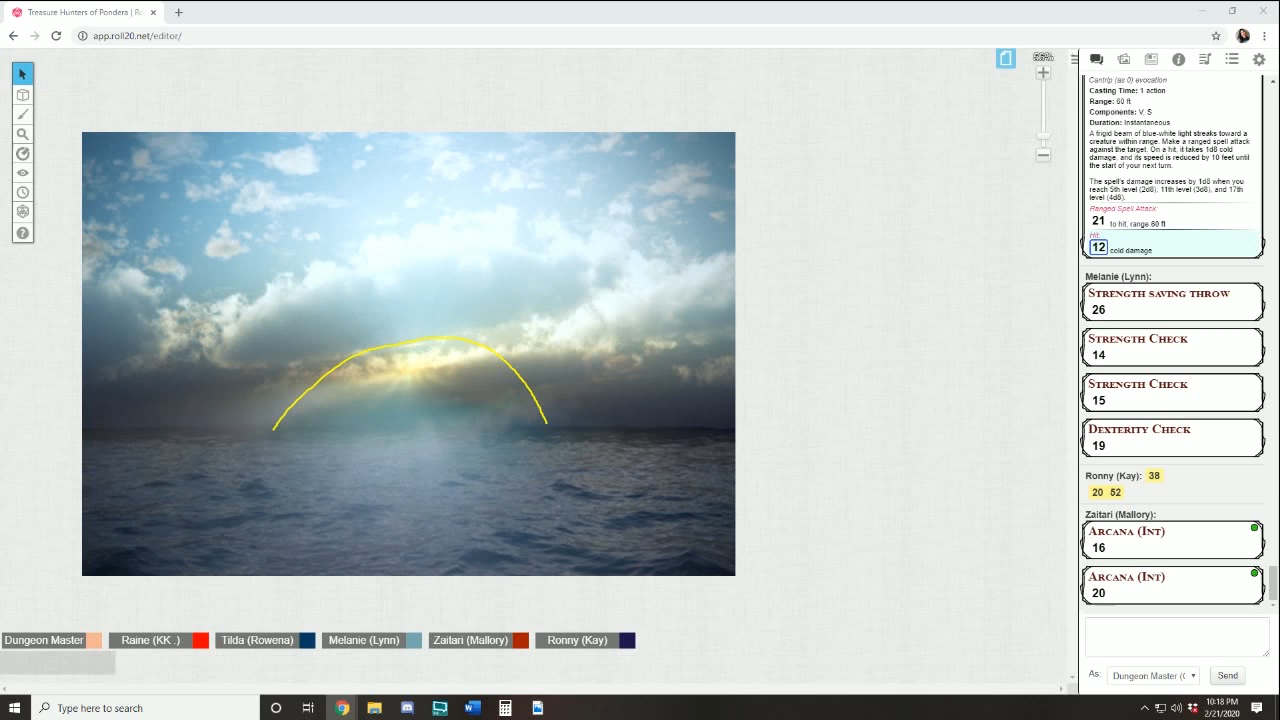 Treasure Hunters of Pondera | Ro
app.roll20.net/editor/
Cantrip (as 0) evocation
Casting Time: 1 action
Range: 60 ft
Components: V, S
Duration: Instantaneous
A frigid beam of blue-white light streaks toward a
creature within range. Make a ranged spell attack
against the target. On a hit, it takes 1d8 cold
damage, and its speed is reduced by 10 feet until
the start of your next turn.
The spell's damage increases by 1d8 when you
reach 5th level (2d8), 11th level (3d8), and 17th
level (4d8).
Ranged Spell Attack:
21 to hit, range 60 ft
Hit:
12 cold damage
Melanie (Lynn):
STRENGTH SAVING THROW
26
STRENGTH CHECK
14
STRENGTH CHECK
15
DEXTERITY CHECK
19
Ronny (Kay): 38
20 52
Zaitari (Mallory):
ARCANA (INT)
16
ARCANA (INT)
20
Dungeon Master
Raine (KK .)
Tilda (Rowena)
Melanie (Lynn)
Zaitari (Mallory)
Ronny (Kay)
As: Dungeon Master (( Send
Type here to search
10:18 PM
2/21/2020